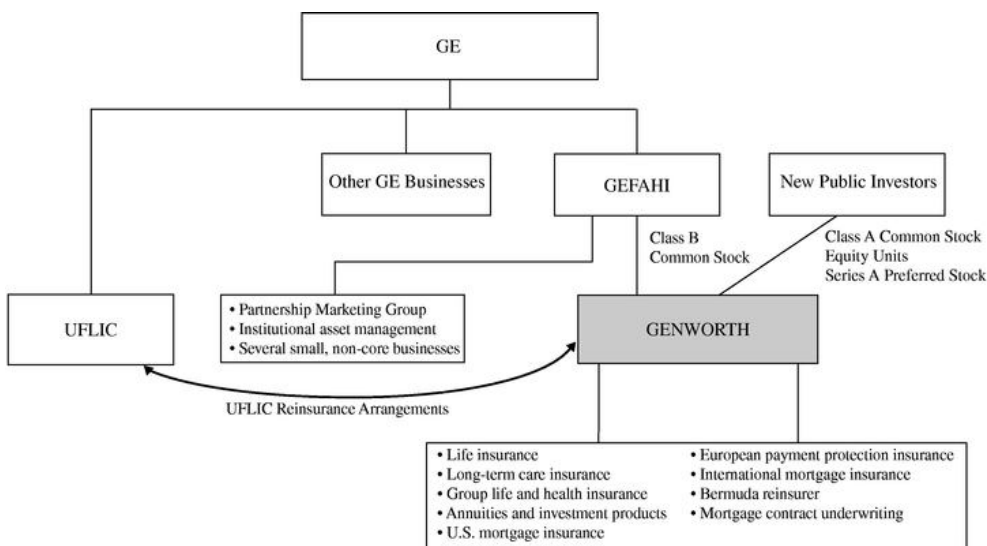 GE
Other GE Businesses
GEFAHI
New Public Investors
Class B
Common Stock
Class A Common Stock
Equity Units
Series A Preferred Stock
UFLIC
• Partnership Marketing Group
• Institutional asset management
• Several small, non-core businesses
GENWORTH
UFLIC Reinsurance Arrangements
• Life insurance
• Long-term care insurance
• Group life and health insurance
• Annuities and investment products
• U.S. mortgage insurance
• European payment protection insurance
• International mortgage insurance
• Bermuda reinsurer
• Mortgage contract underwriting